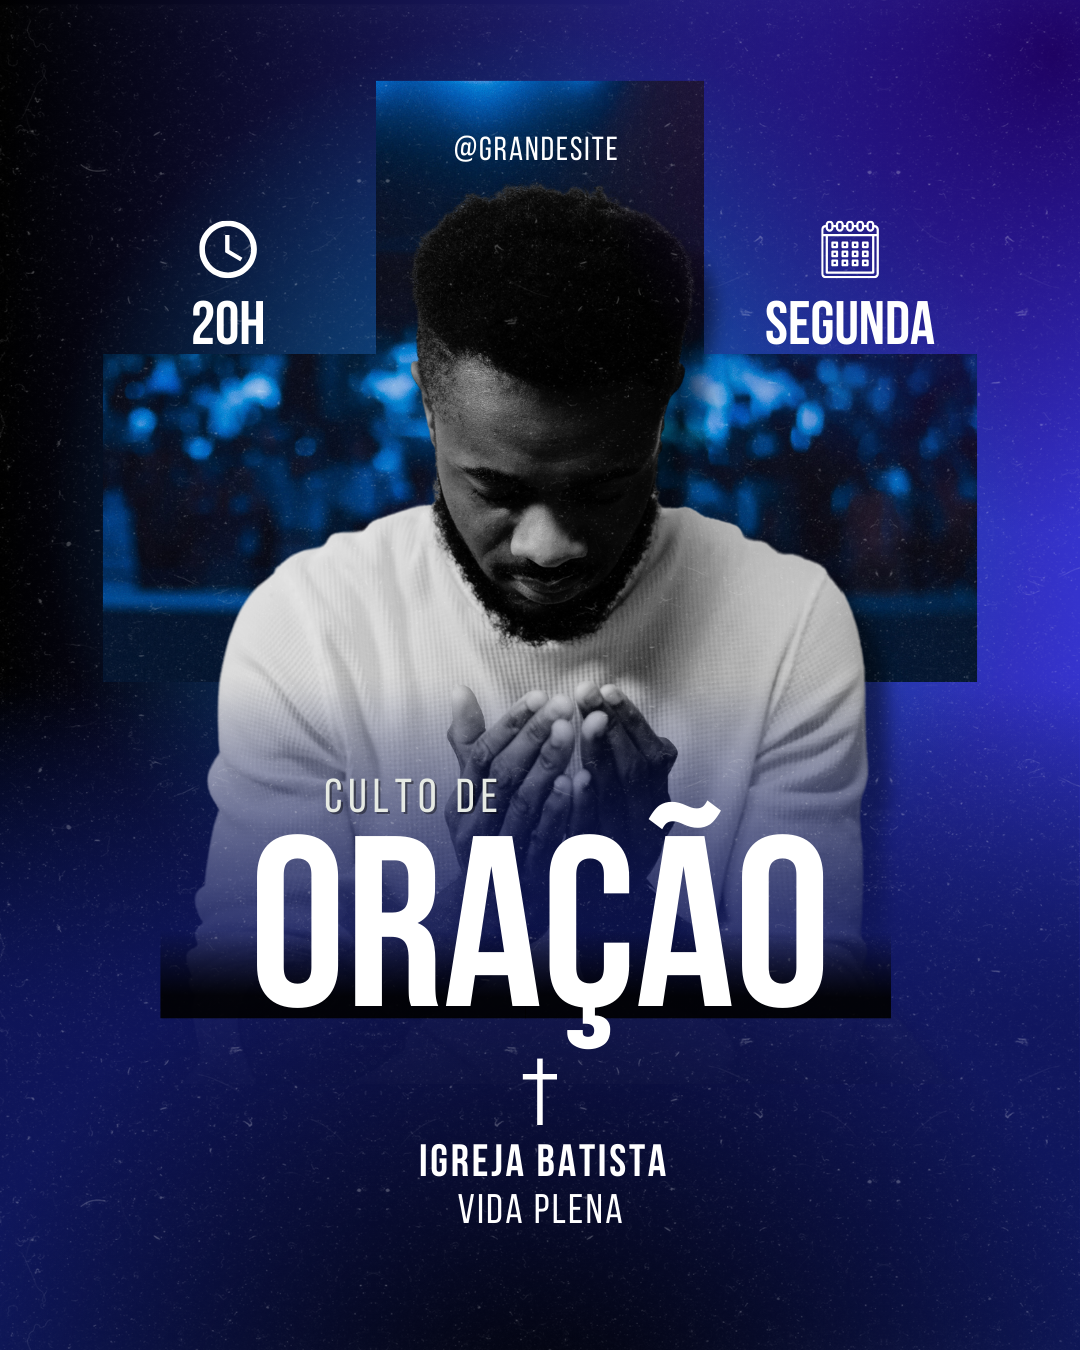 @GRANDESITE
20H
SEGUNDA
CULTO DE
ORAÇÃO
IGREJA BATISTA
VIDA PLENA